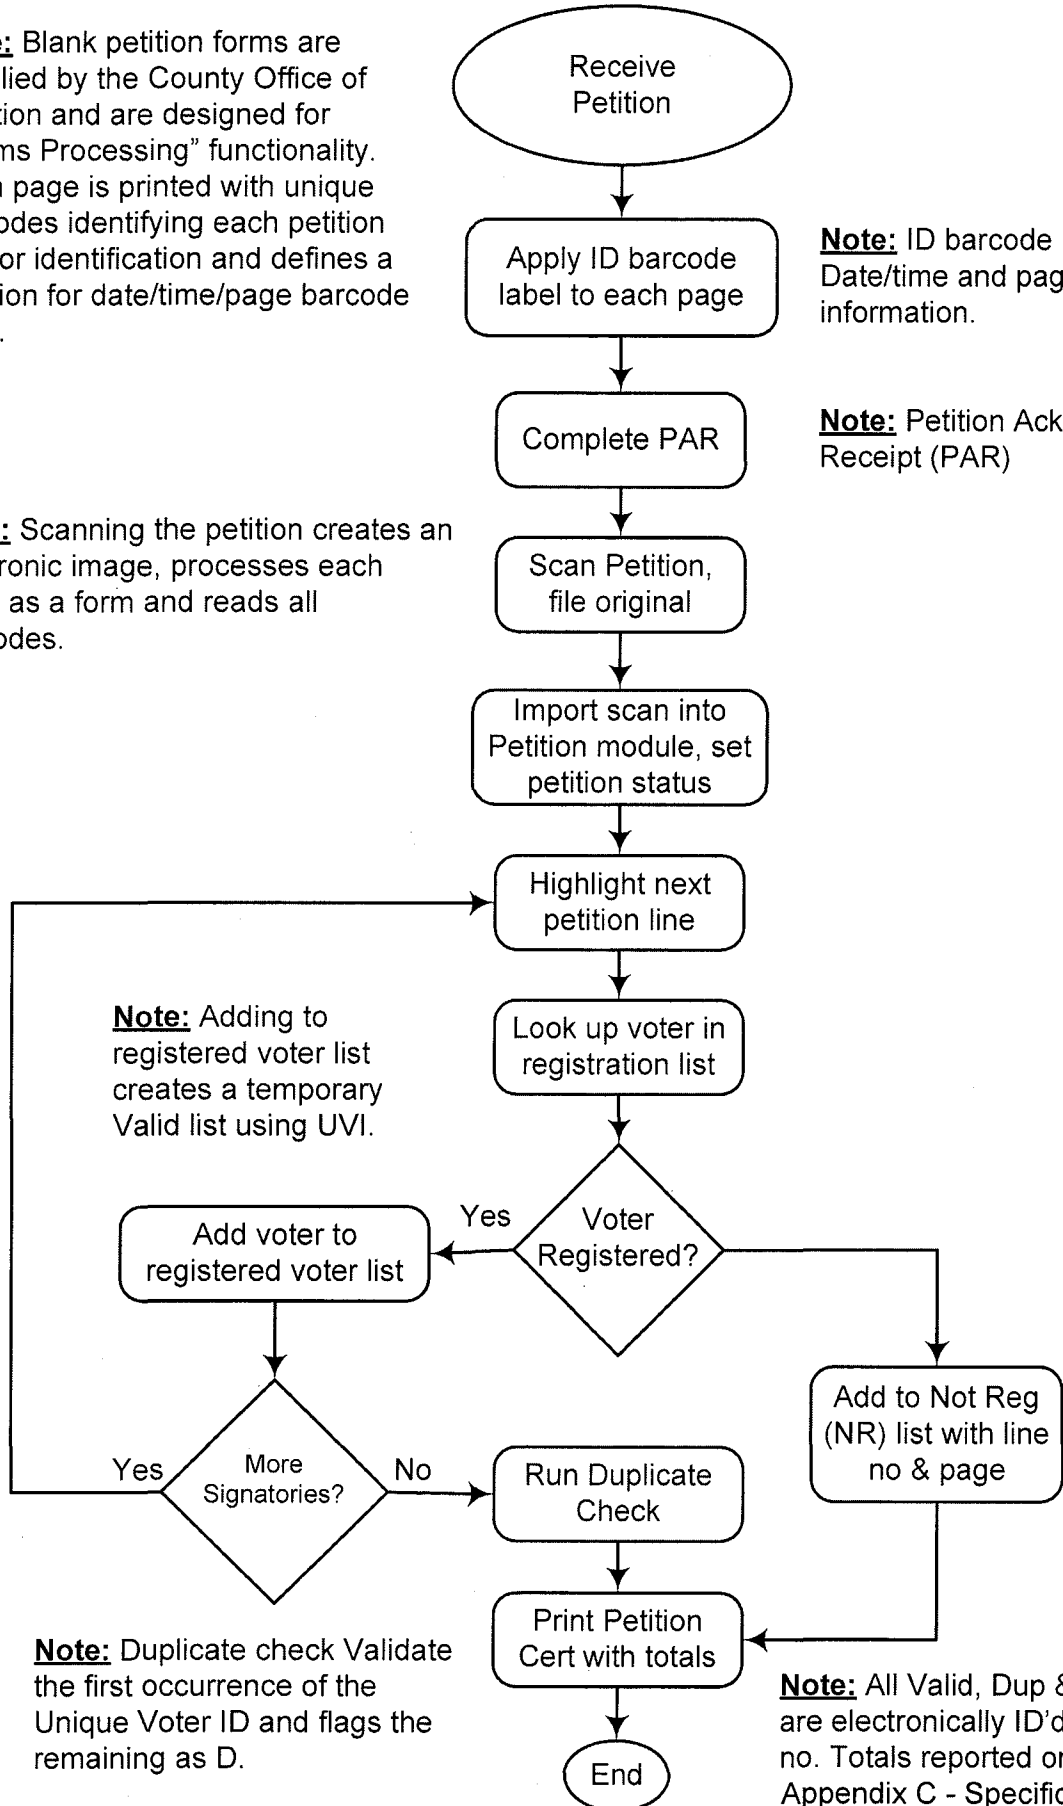 e: Blank petition forms are
lied by the County Office of
tion and are designed for
ms Processing” functionality.
n page is printed with unique
odes identifying each petition
or identification and defines a
ion for date/time/page barcode
.
Receive
Petition
Apply ID barcode
label to each page
Note: ID barcode
Date/time and pag
information.
Complete PAR
Note: Petition Ack
Receipt (PAR)
: Scanning the petition creates an
ronic image, processes each
as a form and reads all
odes.
Scan Petition,
file original
Import scan into
Petition module, set
petition status
Highlight next
petition line
Look up voter in
registration list
Note: Adding to
registered voter list
creates a temporary
Valid list using UVI.
Voter
Registered?
Yes
Add voter to
registered voter list
Add to Not Reg
(NR) list with line
no & page
More
Signatories?
Yes
No
Run Duplicate
Check
Print Petition
Cert with totals
Note: Duplicate check Validate
the first occurrence of the
Unique Voter ID and flags the
remaining as D.
Note: All Valid, Dup &
are electronically ID’d
no. Totals reported on
Appendix C - Specific
End